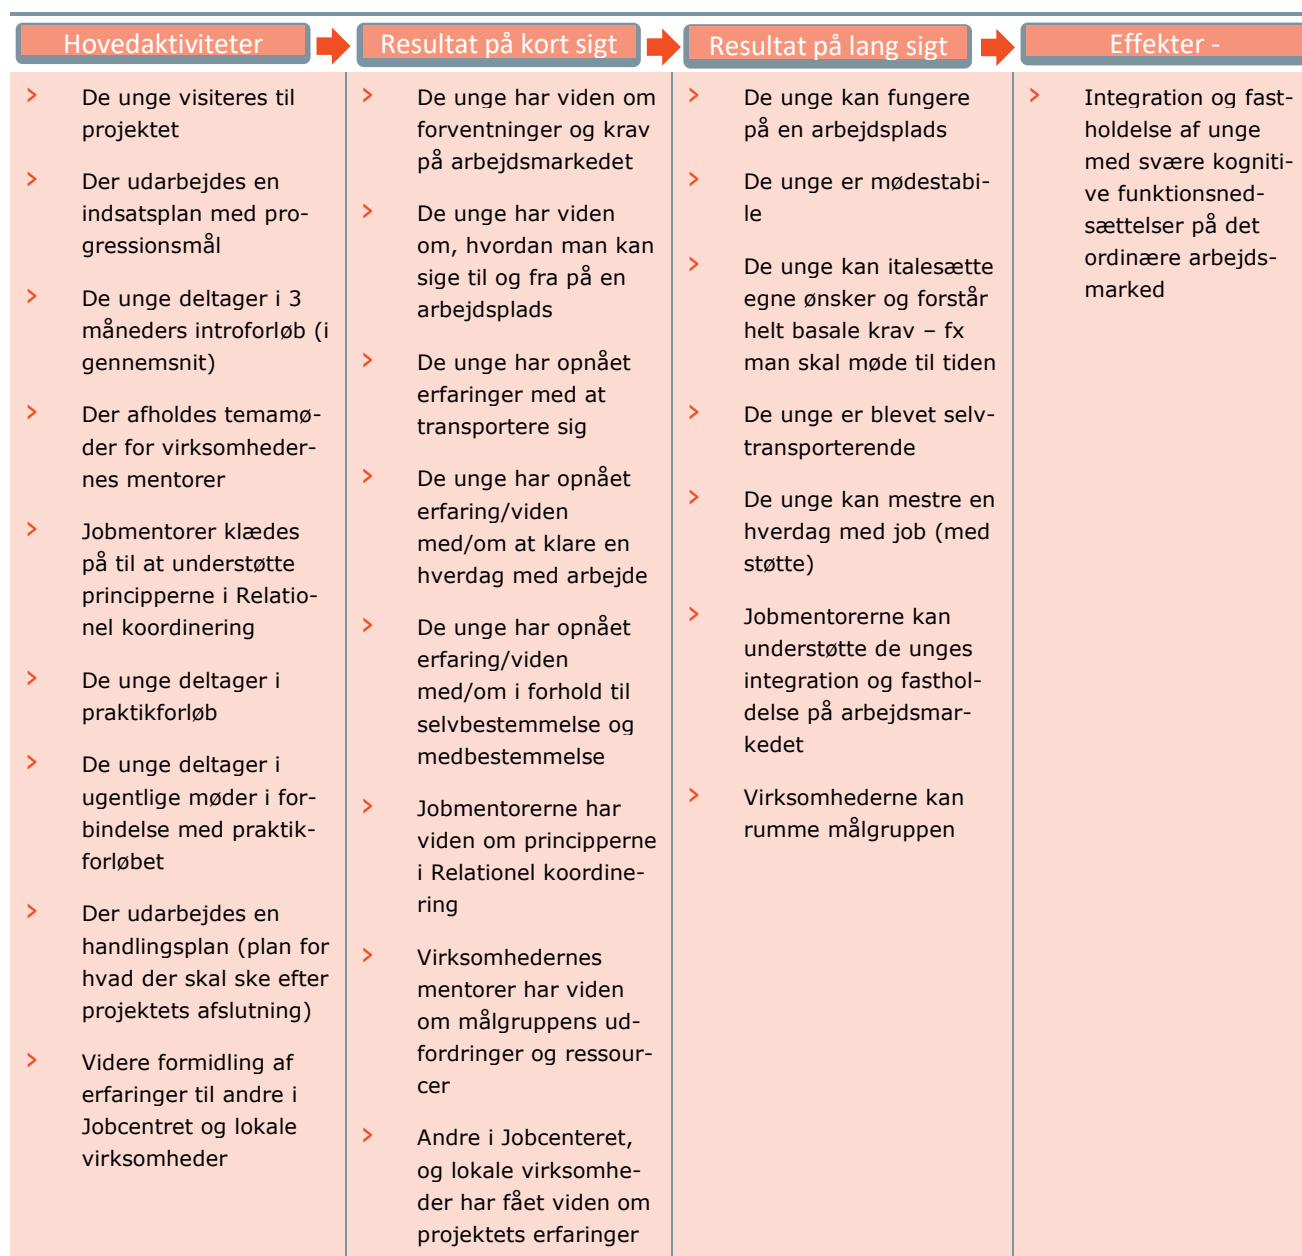 Hovedaktiviteter
Resultat på kort sigt
Resultat på lang sigt
Effekter -
> De unge visiteres til
projektet
> Der udarbejdes en
indsatsplan med pro-
gressionsmål
> De unge deltager i 3
måneders introforløb (i
gennemsnit)
> Der afholdes temamø-
der for virksomheder-
nes mentorer
> Jobmentorer klædes
på til at understøtte
principperne i Relatio-
nel koordinering
> De unge deltager i
praktikforløb
> De unge deltager i
ugentlige møder i for-
bindelse med praktik-
forløbet
> Der udarbejdes en
handlingsplan (plan for
hvad der skal ske efter
projektets afslutning)
> Videre formidling af
erfaringer til andre i
Jobcentret og lokale
virksomheder
> De unge har viden om
forventninger og krav
på arbejdsmarkedet
> De unge har viden
om, hvordan man kan
sige til og fra på en
arbejdsplads
> De unge har opnået
erfaringer med at
transportere sig
> De unge har opnået
erfaring/viden
med/om at klare en
hverdag med arbejde
> De unge har opnået
erfaring/viden
med/om i forhold til
selvbestemmelse og
medbestemmelse
> Jobmentorerne har
viden om principperne
i Relationel koordine-
ring
> Virksomhedernes
mentorer har viden
om målgruppens ud-
fordringer og ressour-
cer
> Andre i Jobcenteret,
og lokale virksomhe-
der har fået viden om
projektets erfaringer
> De unge kan fungere
på en arbejdsplads
> De unge er mødestabi-
le
> De unge kan italesætte
egne ønsker og forstår
helt basale krav – fx
man skal møde til tiden
> De unge er blevet selv-
transporterende
> De unge kan mestre en
hverdag med job (med
støtte)
> Jobmentorerne kan
understøtte de unges
integration og fasthol-
delse på arbejdsmar-
kedet
> Virksomhederne kan
rumme målgruppen
> Integration og fast-
holdelse af unge
med svære kogniti-
ve funktionsned-
sættelser på det
ordinære arbejds-
marked